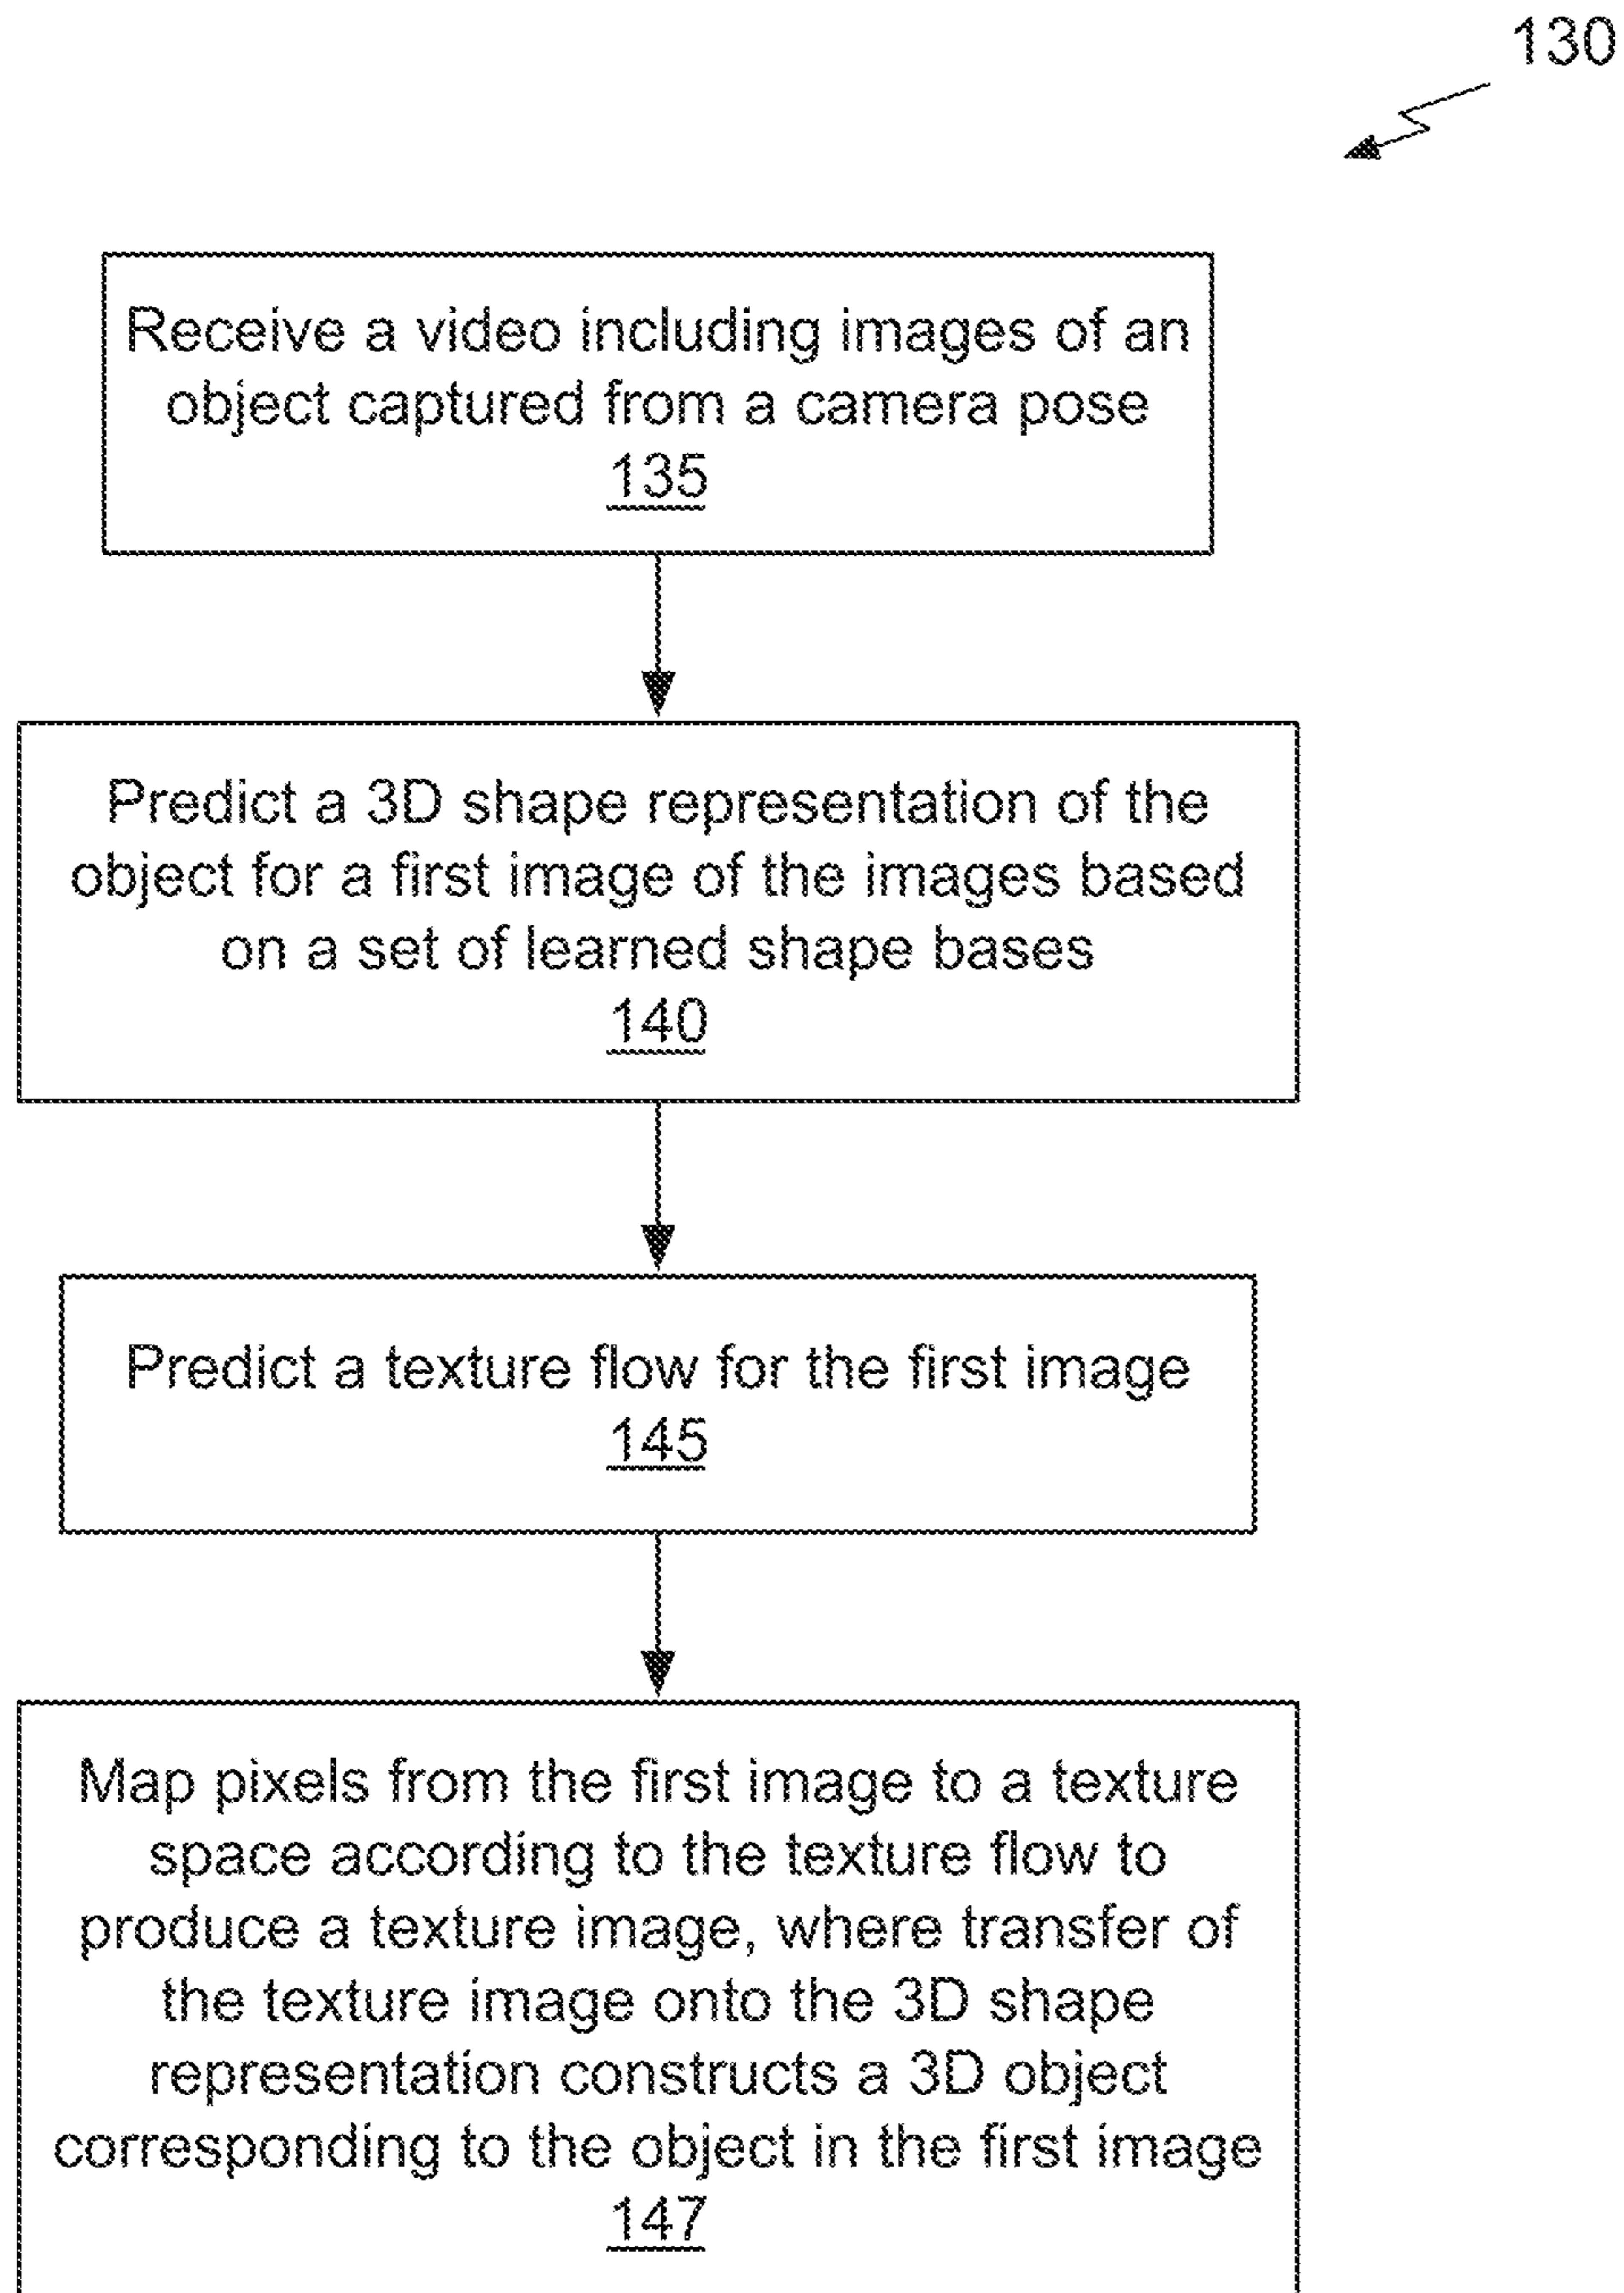 130
Receive a video including images of an
object captured from a camera pose
135
Predict a 3D shape representation of the
object for a first image of the images based
on a set of learned shape bases
140
Predict a texture flow for the first image
145
Map pixels from the first image to a texture
space according to the texture flow to
produce a texture image, where transfer of
the texture image onto the 3D shape
representation constructs a 3D object
corresponding to the object in the first image
147